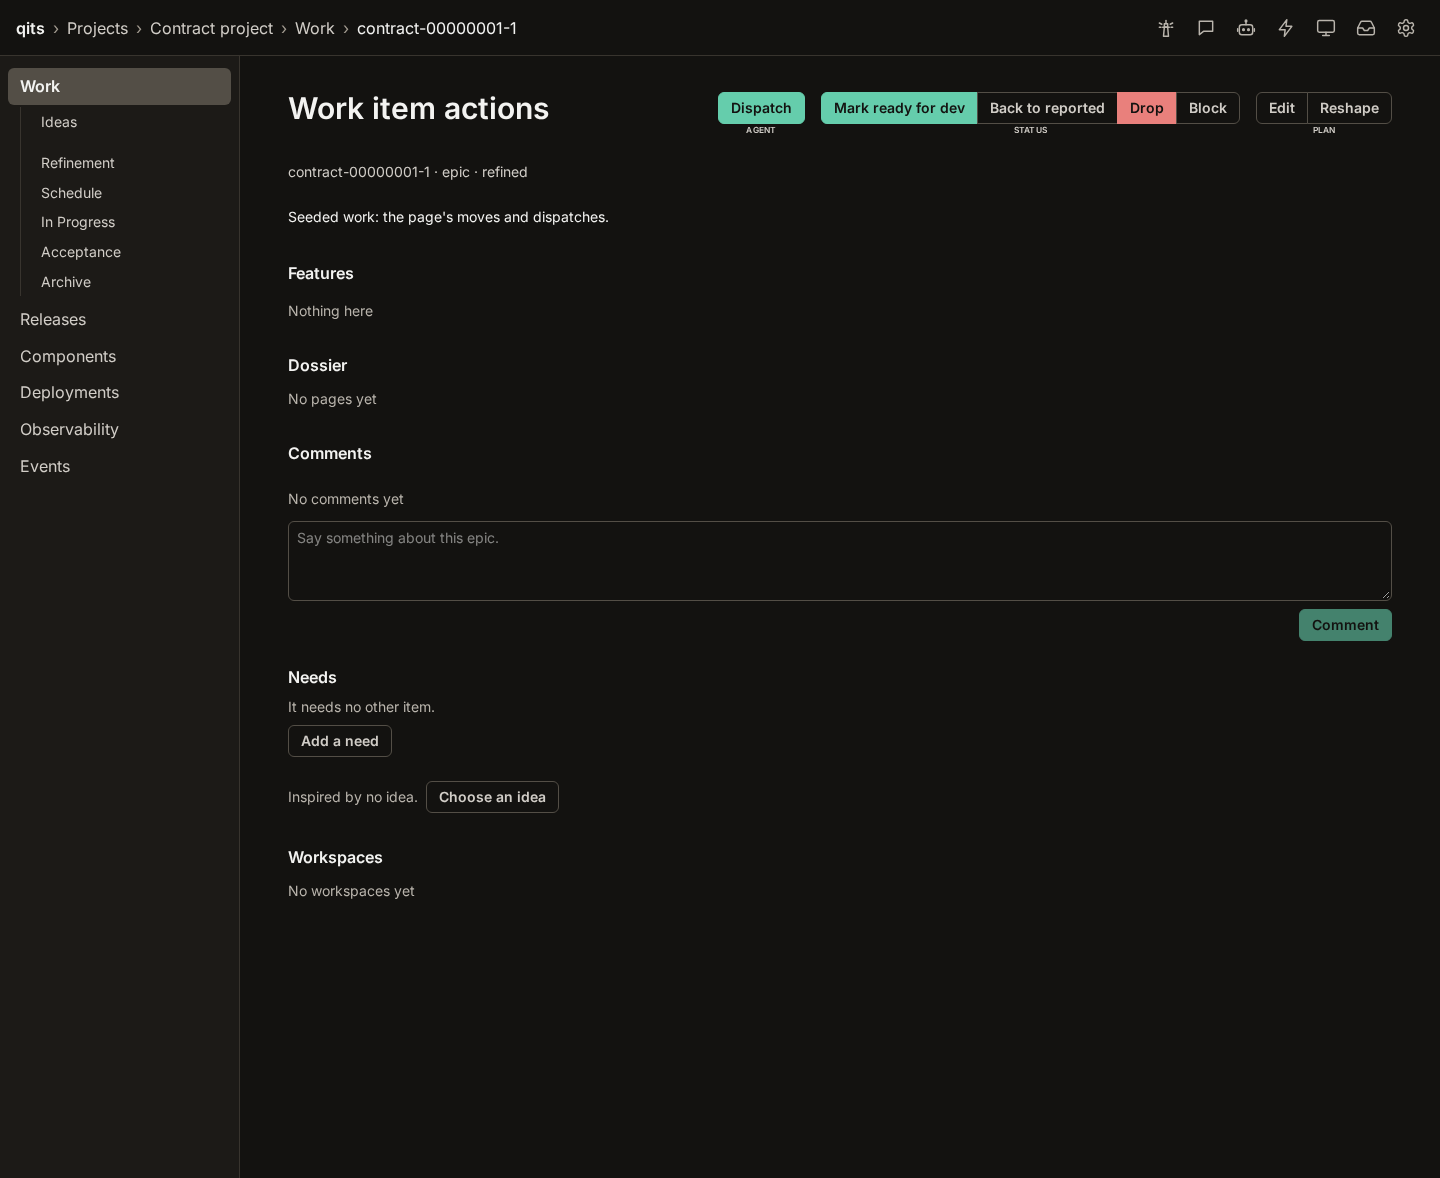 qits › Projects › Contract project › Work › contract-00000001-1
Work
Ideas
Refinement
Schedule
In Progress
Acceptance
Archive
Releases
Components
Deployments
Observability
Events
Work item actions
Dispatch
AGENT
Mark ready for dev
Back to reported
Drop
Block
STATUS
Edit
Reshape
PLAN
contract-00000001-1 · epic · refined
Seeded work: the page's moves and dispatches.
Features
Nothing here
Dossier
No pages yet
Comments
No comments yet
Say something about this epic.
Comment
Needs
It needs no other item.
Add a need
Inspired by no idea. Choose an idea
Workspaces
No workspaces yet